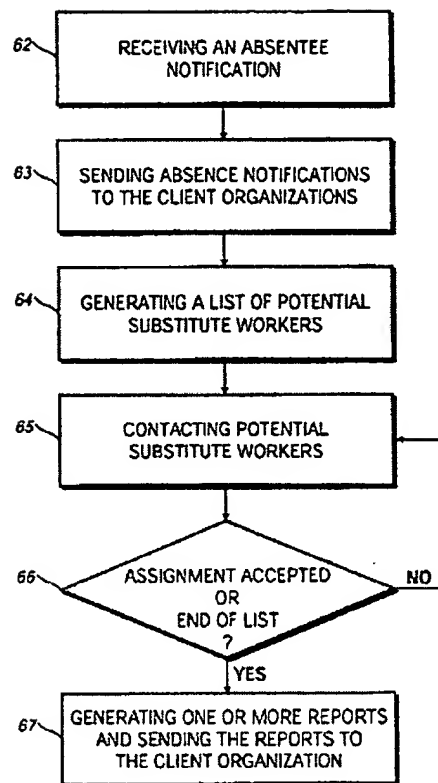 62
RECEIVING AN ABSENTEE
NOTIFICATION
63
SENDING ABSENCE NOTIFICATIONS
TO THE CLIENT ORGANIZATIONS
64
GENERATING A LIST OF POTENTIAL
SUBSTITUTE WORKERS
65
CONTACTING POTENTIAL
SUBSTITUTE WORKERS
66
ASSIGNMENT ACCEPTED
OR
END OF LIST
?
NO
YES
67
GENERATING ONE OR MORE REPORTS
AND SENDING THE REPORTS TO
THE CLIENT ORGANIZATION